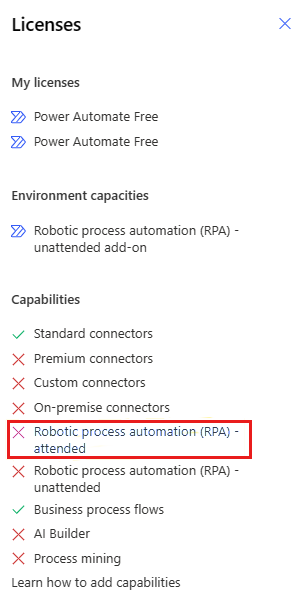 Licenses
My licenses
Power Automate Free
Power Automate Free
Environment capacities
Robotic process automation (RPA) -
unattended add-on
Capabilities
Standard connectors
Premium connectors
Custom connectors
On-premise connectors
Robotic process automation (RPA) -
attended
Robotic process automation (RPA) -
unattended
Business process flows
AI Builder
Process mining
Learn how to add capabilities